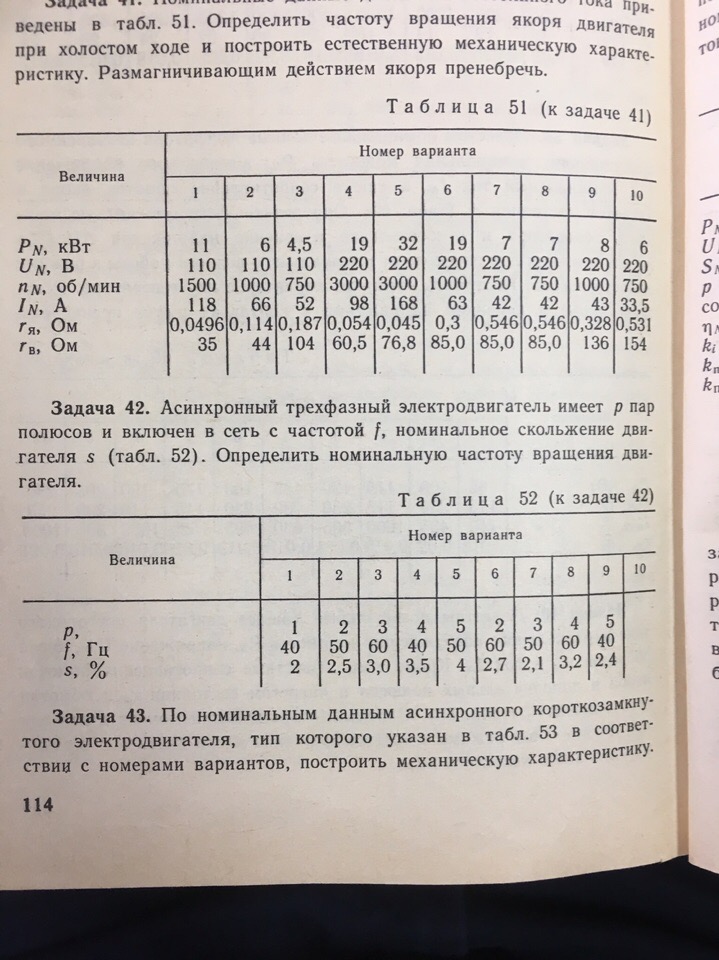 Задача 41. Номинальные данные тока при-
ведены в табл. 51. Определить частоту вращения якоря двигателя
при холостом ходе и построить естественную механическую характе-
ристику. Размагничивающим действием якоря пренебречь.
Таблица 51 (к задаче 41)
Величина Номер варианта
1 2 3 4 5 6 7 8 9 10
P_N, кВт 11 6 4,5 19 32 19 7 7 8 6
U_N, В 110 110 110 220 220 220 220 220 220 220
n_N, об/мин 1500 1000 750 3000 3000 1000 750 750 1000 750
I_N, А 118 66 52 98 168 63 42 42 43 33,5
r_я, Ом 0,0496 0,114 0,187 0,054 0,045 0,3 0,546 0,546 0,328 0,531
r_в, Ом 35 44 104 60,5 76,8 85,0 85,0 85,0 136 154
Задача 42. Асинхронный трехфазный электродвигатель имеет p пар
полюсов и включен в сеть с частотой f, номинальное скольжение дви-
гателя s (табл. 52). Определить номинальную частоту вращения дви-
гателя.
Таблица 52 (к задаче 42)
Величина Номер варианта
1 2 3 4 5 6 7 8 9 10
p, 1 2 3 4 5 2 3 4 5
f, Гц 40 50 60 40 50 60 50 60 40
s, % 2 2,5 3,0 3,5 4 2,7 2,1 3,2 2,4
Задача 43. По номинальным данным асинхронного короткозамкну-
того электродвигателя, тип которого указан в табл. 53 в соответ-
ствии с номерами вариантов, построить механическую характеристику.
114